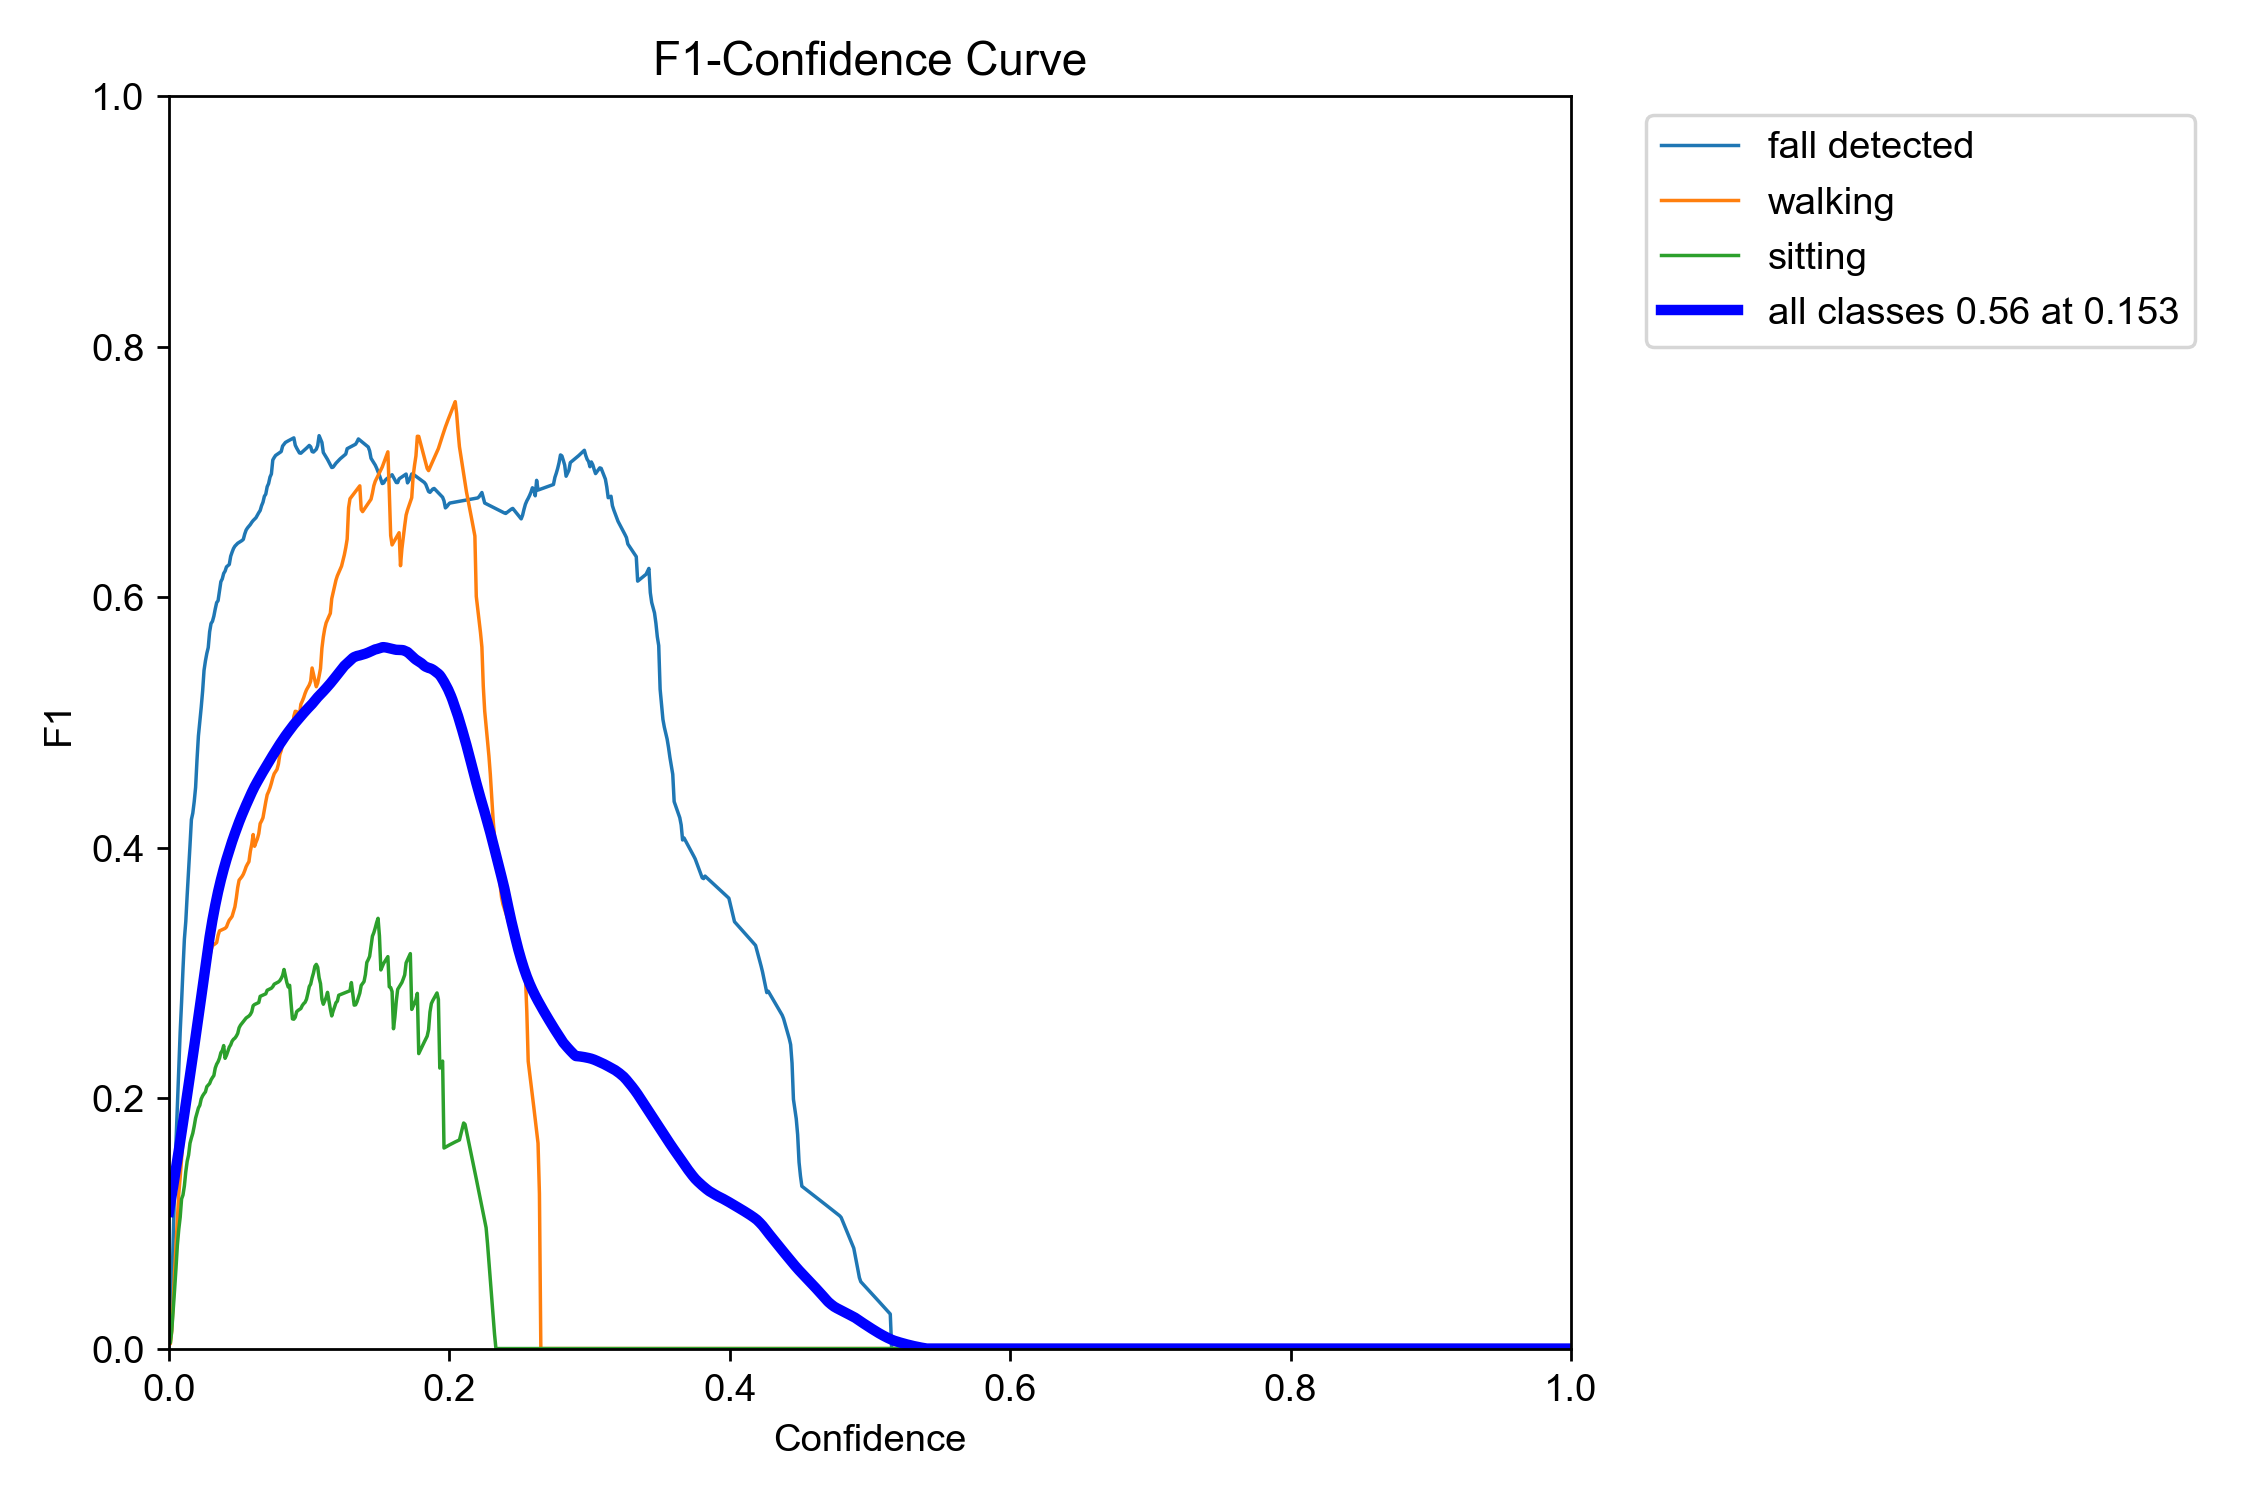 F1-Confidence Curve
1.0
0.8
0.6
0.4
0.2
0.0
F1
0.0 0.2 0.4 0.6 0.8 1.0
Confidence
fall detected
walking
sitting
all classes 0.56 at 0.153